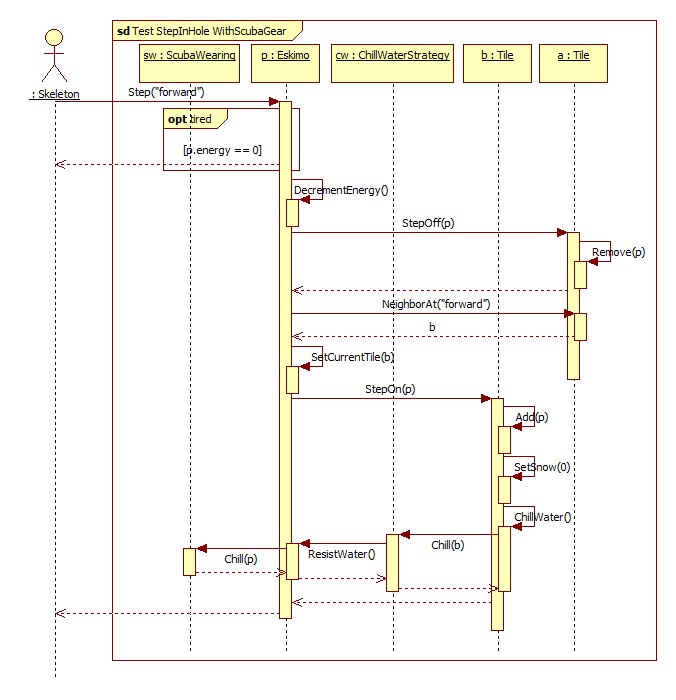 sd Test StepInHole WithScubaGear
sw : ScubaWearing
p : Eskimo
cw : ChillWaterStrategy
b : Tile
a : Tile
: Skeleton
Step("forward")
opt tired
[p.energy == 0]
DecrementEnergy()
StepOff(p)
Remove(p)
NeighborAt("forward")
b
SetCurrentTile(b)
StepOn(p)
Add(p)
SetSnow(0)
ChillWater()
Chill(b)
ResistWater()
Chill(p)